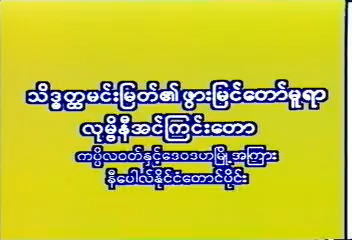 သိဒ္ဓတ္ထမင်းမြတ်၏ ဖွားမြင်တော်မူရာ
လုမ္ဗိနီအင်ကြင်းတော
ကပ္ပိလဝတ်နှင့်ဒေဝဒဟမြို့အကြား
နီပေါလ်နိုင်ငံတောင်ပိုင်း